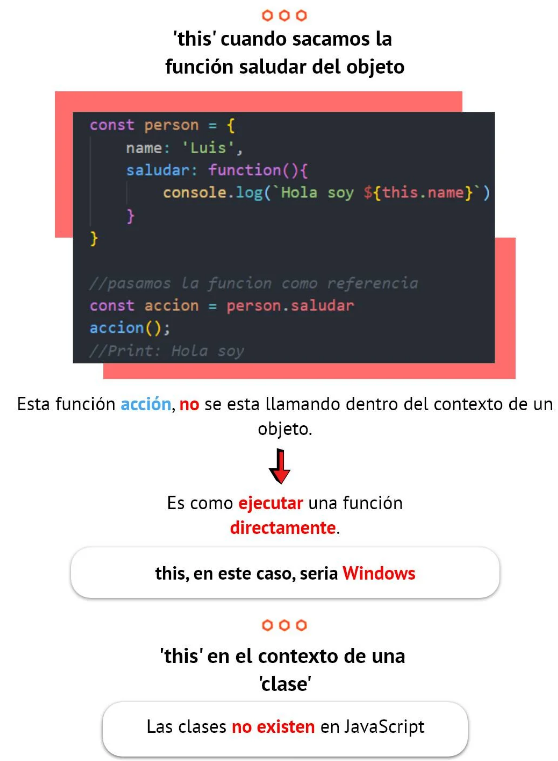 'this' cuando sacamos la
función saludar del objeto
const person = {
name: 'Luis',
saludar: function(){
console.log(`Hola soy ${this.name}`)
}
}
//pasamos la funcion como referencia
const accion = person.saludar
accion();
//Print: Hola soy
Esta función acción, no se esta llamando dentro del contexto de un
objeto.
Es como ejecutar una función
directamente.
this, en este caso, seria Windows
'this' en el contexto de una
'clase'
Las clases no existen en JavaScript